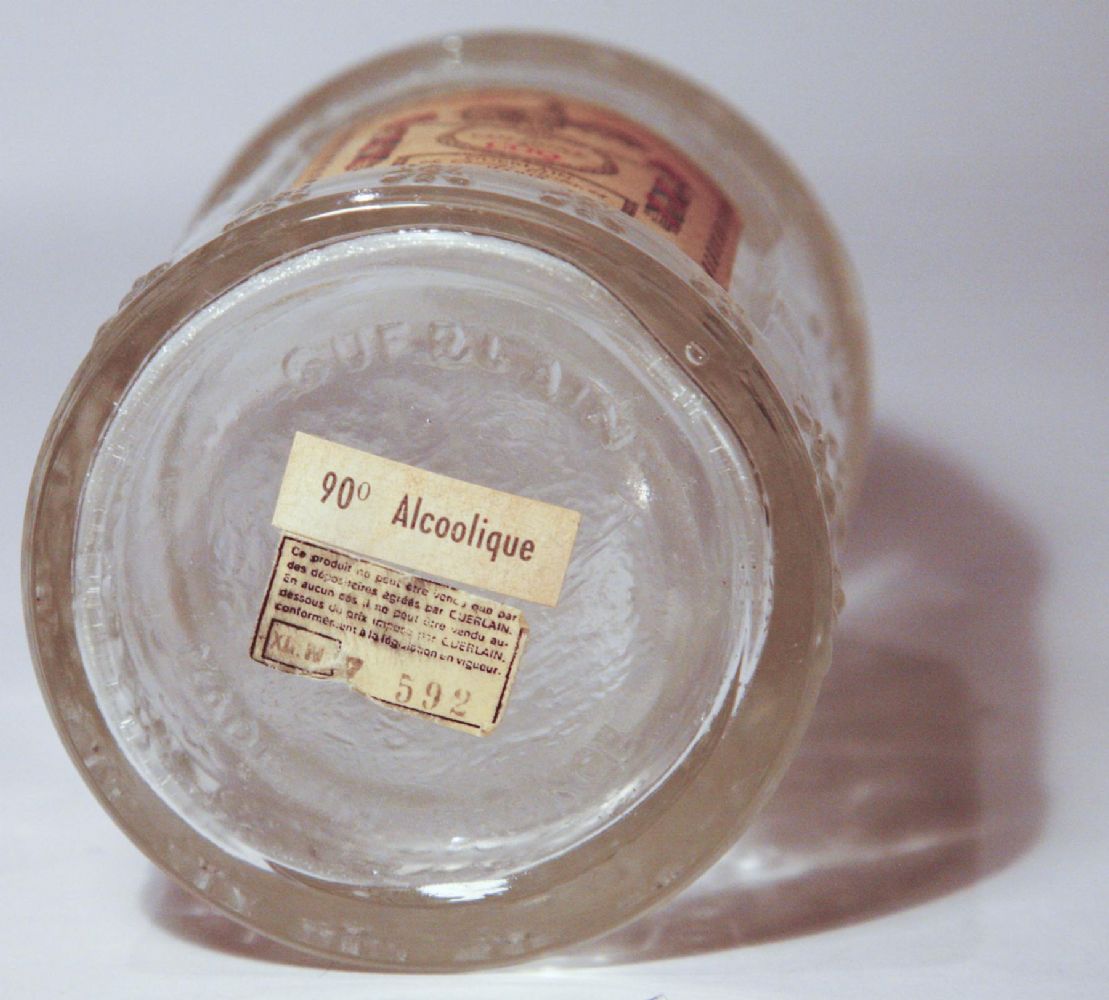 GUERLAIN
90º Alcoolique
Ce produit ne peut être vendu que par
des dépositaires agréés par GUERLAIN.
En aucun cas il ne peut être vendu au-
dessous du prix imposé par GUERLAIN.
conformément à la législation en vigueur.
592